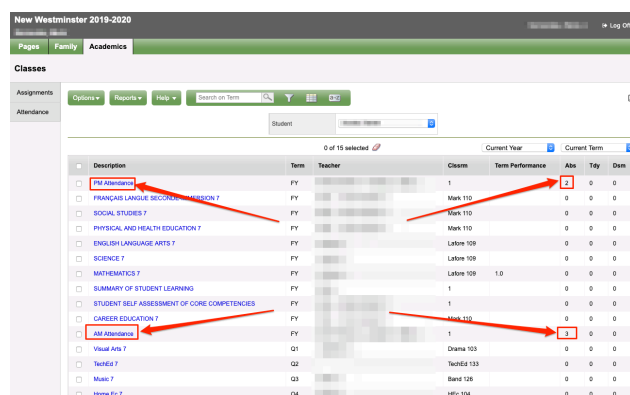 New Westminster 2019-2020
Log Off
Pages Family Academics
Classes
Assignments
Attendance
Options Reports Help Search on Term
Student
0 of 15 selected Current Year Current Term
Description Term Teacher Clssrm Term Performance Abs Tdy Dsm
PM Attendance FY 1 2 0 0
FRANÇAIS LANGUE SECONDE-IMMERSION 7 FY Mark 110 0 0 0
SOCIAL STUDIES 7 FY Mark 110 0 0 0
PHYSICAL AND HEALTH EDUCATION 7 FY Mark 110 0 0 0
ENGLISH LANGUAGE ARTS 7 FY Lafore 109 0 0 0
SCIENCE 7 FY Lafore 109 0 0 0
MATHEMATICS 7 FY Lafore 109 1.0 0 0 0
SUMMARY OF STUDENT LEARNING FY 1 0 0 0
STUDENT SELF ASSESSMENT OF CORE COMPETENCIES FY 1 0 0 0
CAREER EDUCATION 7 FY Mark 110 0 0 0
AM Attendance FY 1 3 0 0
Visual Arts 7 Q1 Drama 103 0 0 0
TechEd 7 Q2 TechEd 133 0 0 0
Music 7 Q3 Band 126 0 0 0
Home Ec 7 Q4 HEc 104 0 0 0